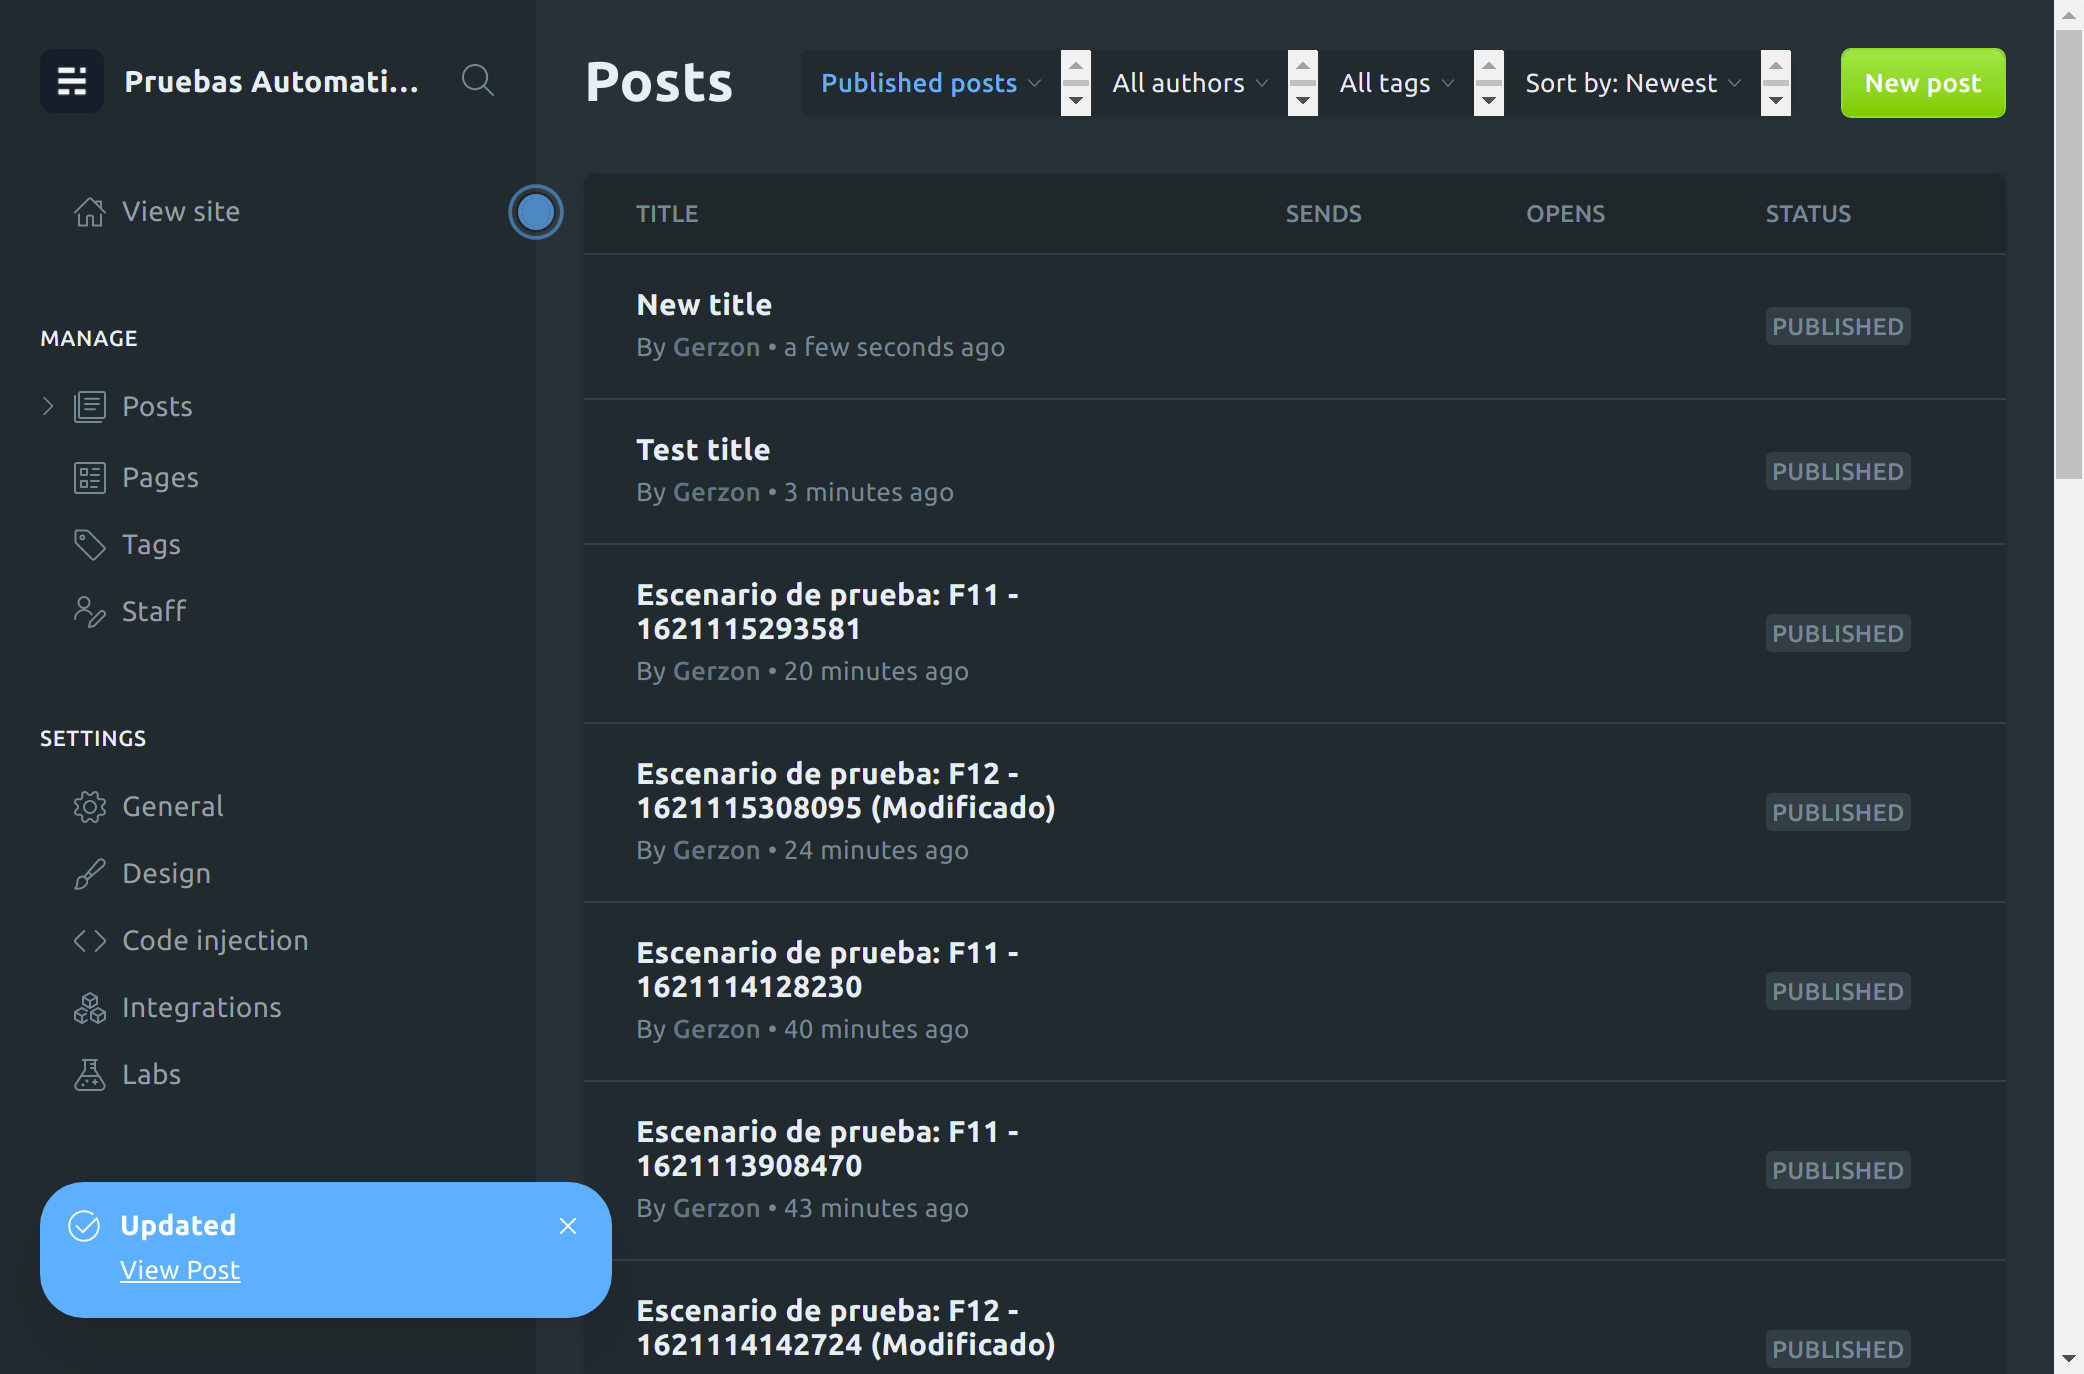 Pruebas Automati...
View site
MANAGE
Posts
Pages
Tags
Staff
SETTINGS
General
Design
Code injection
Integrations
Labs
Updated
View Post
Posts
Published posts
All authors
All tags
Sort by: Newest
New post
TITLE SENDS OPENS STATUS
New title
By Gerzon • a few seconds ago
PUBLISHED
Test title
By Gerzon • 3 minutes ago
PUBLISHED
Escenario de prueba: F11 -
1621115293581
By Gerzon • 20 minutes ago
PUBLISHED
Escenario de prueba: F12 -
1621115308095 (Modificado)
By Gerzon • 24 minutes ago
PUBLISHED
Escenario de prueba: F11 -
1621114128230
By Gerzon • 40 minutes ago
PUBLISHED
Escenario de prueba: F11 -
1621113908470
By Gerzon • 43 minutes ago
PUBLISHED
Escenario de prueba: F12 -
1621114142724 (Modificado)
PUBLISHED